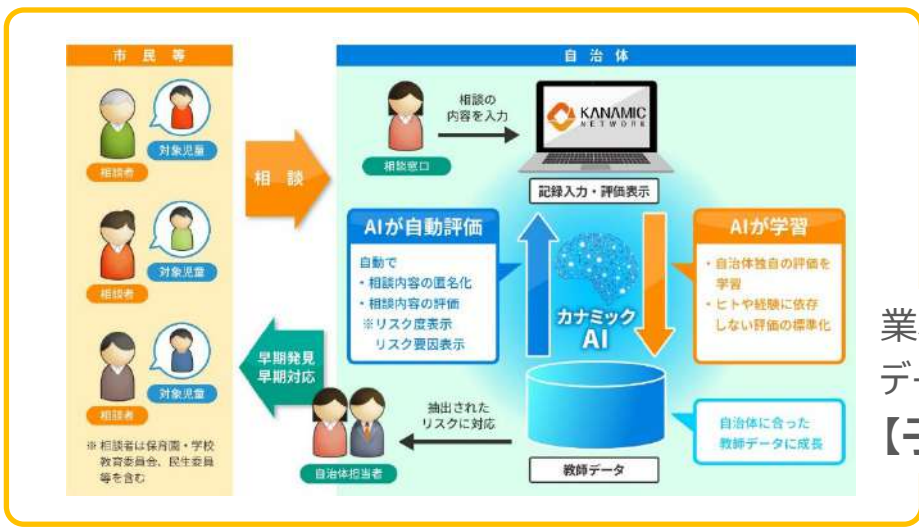 市民等
対象児童
相談者
対象児童
相談者
対象児童
相談者
※相談者は保育園・学校
教育委員会、民生委員
等を含む
相談
早期発見
早期対応
自治体
相談窓口
相談の
内容を入力
KANAMIC
NETWORK
記録入力・評価表示
AIが自動評価
自動で
・相談内容の匿名化
・相談内容の評価
※リスク度表示
リスク要因表示
カナミック
AI
AIが学習
・自治体独自の評価を
学習
・ヒトや経験に依存
しない評価の標準化
抽出された
リスクに対応
自治体担当者
教師データ
自治体に合った
教師データに成長
業
デー
【子